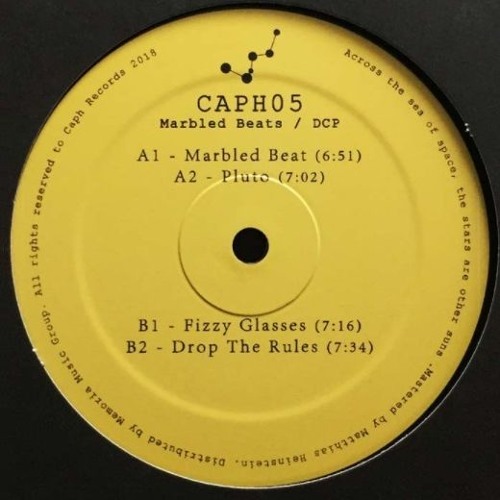 CAPH05
Marbled Beats / DCP
A1 - Marbled Beat (6:51)
A2 - Pluto (7:02)
B1 - Fizzy Glasses (7:16)
B2 - Drop The Rules (7:34)
Across the sea of space, the stars are other suns .Mastered by Matthias Heinstein. Distributed by Memoria Music Group. All rights reserved to Caph Records 2018